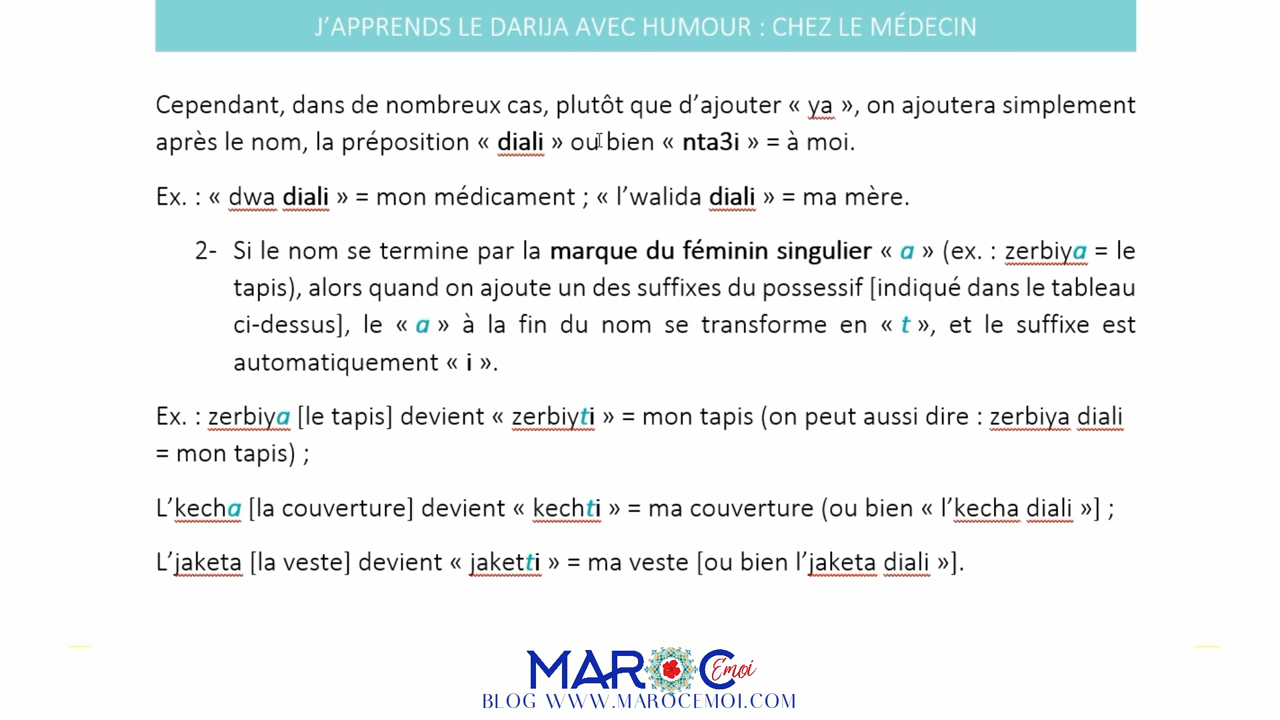 J’APPRENDS LE DARIJA AVEC HUMOUR : CHEZ LE MÉDECIN
Cependant, dans de nombreux cas, plutôt que d’ajouter « ya », on ajoutera simplement
après le nom, la préposition « diali » ou bien « nta3i » = à moi.
Ex. : « dwa diali » = mon médicament ; « l’walida diali » = ma mère.
2- Si le nom se termine par la marque du féminin singulier « a » (ex. : zerbiya = le
tapis), alors quand on ajoute un des suffixes du possessif [indiqué dans le tableau
ci-dessus], le « a » à la fin du nom se transforme en « t », et le suffixe est
automatiquement « i ».
Ex. : zerbiya [le tapis] devient « zerbiyti » = mon tapis (on peut aussi dire : zerbiya diali
= mon tapis) ;
L’kecha [la couverture] devient « kechti » = ma couverture (ou bien « l’kecha diali »] ;
L’jaketa [la veste] devient « jaketti » = ma veste [ou bien l’jaketa diali »].
MAROC Emoi
BLOG WWW.MAROCEMOI.COM